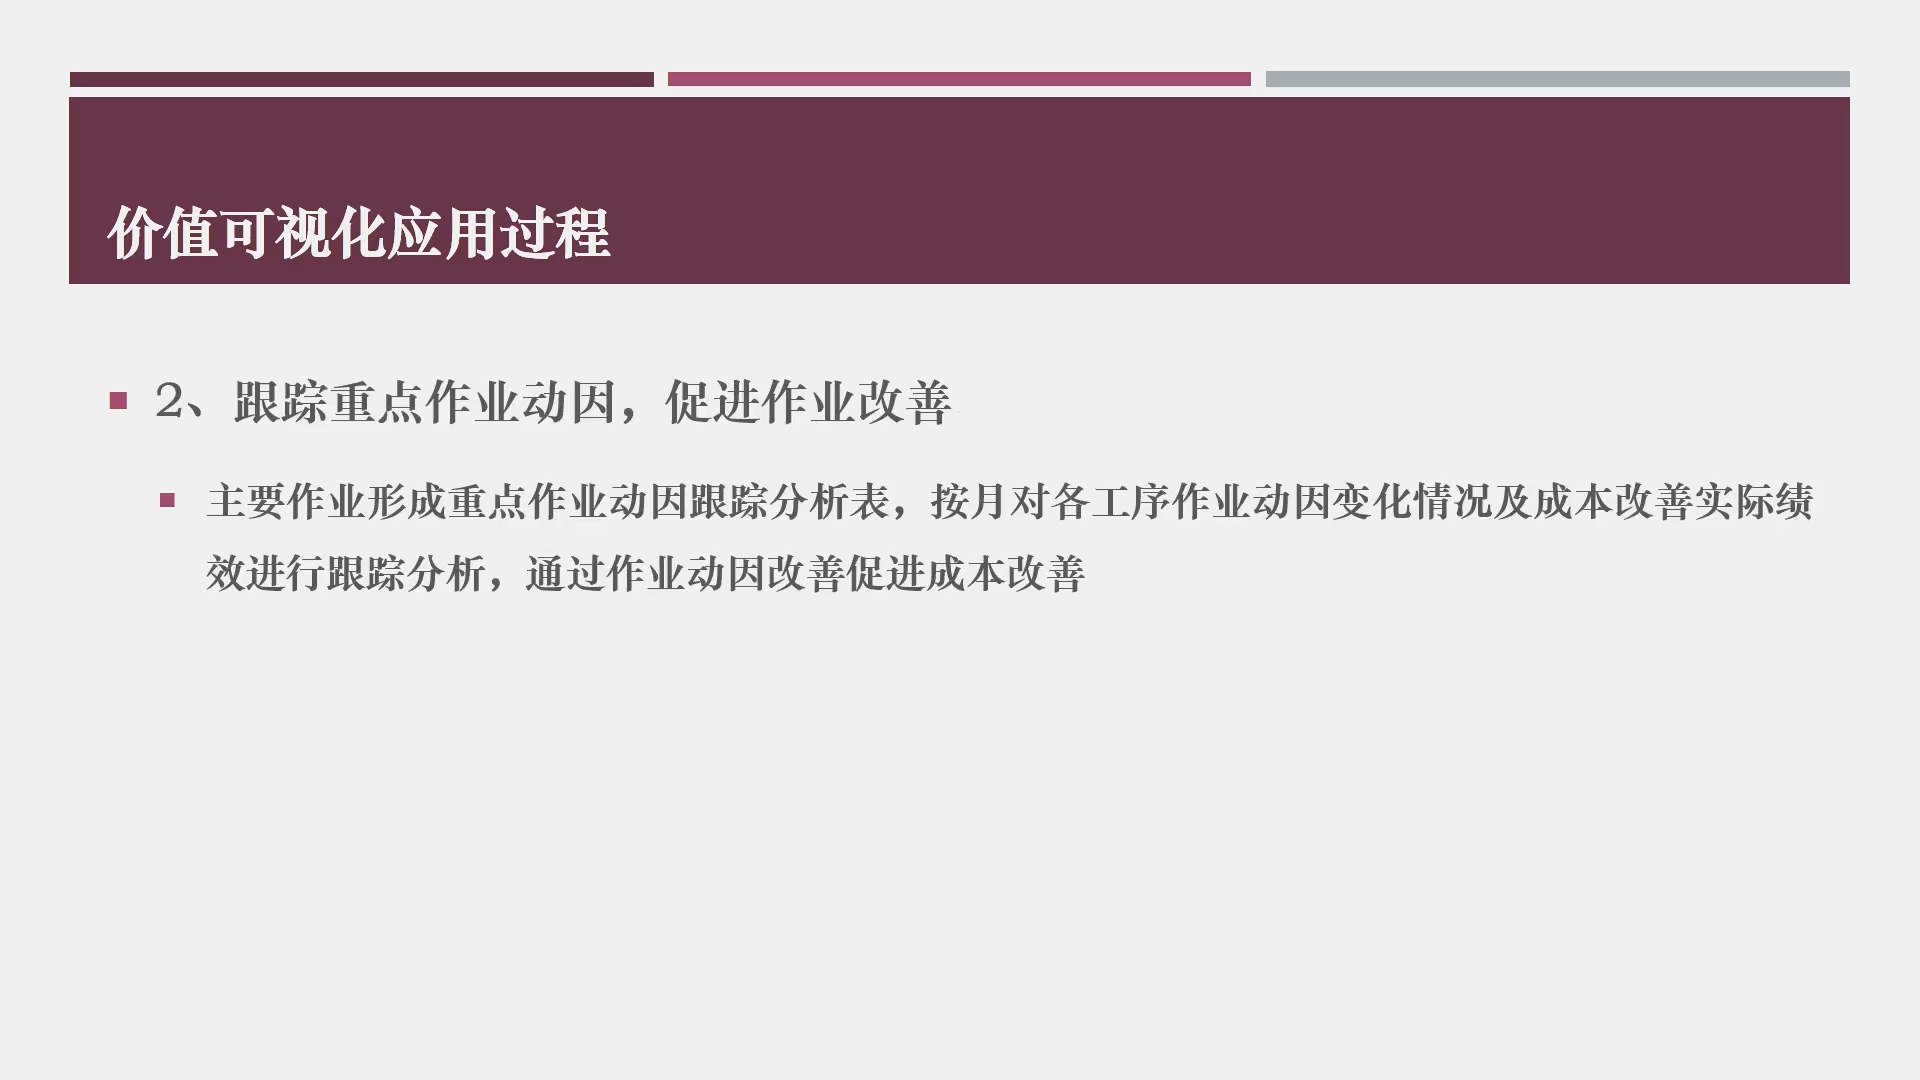 价值可视化应用过程
2、跟踪重点作业动因，促进作业改善
主要作业形成重点作业动因跟踪分析表，按月对各工序作业动因变化情况及成本改善实际绩
效进行跟踪分析，通过作业动因改善促进成本改善